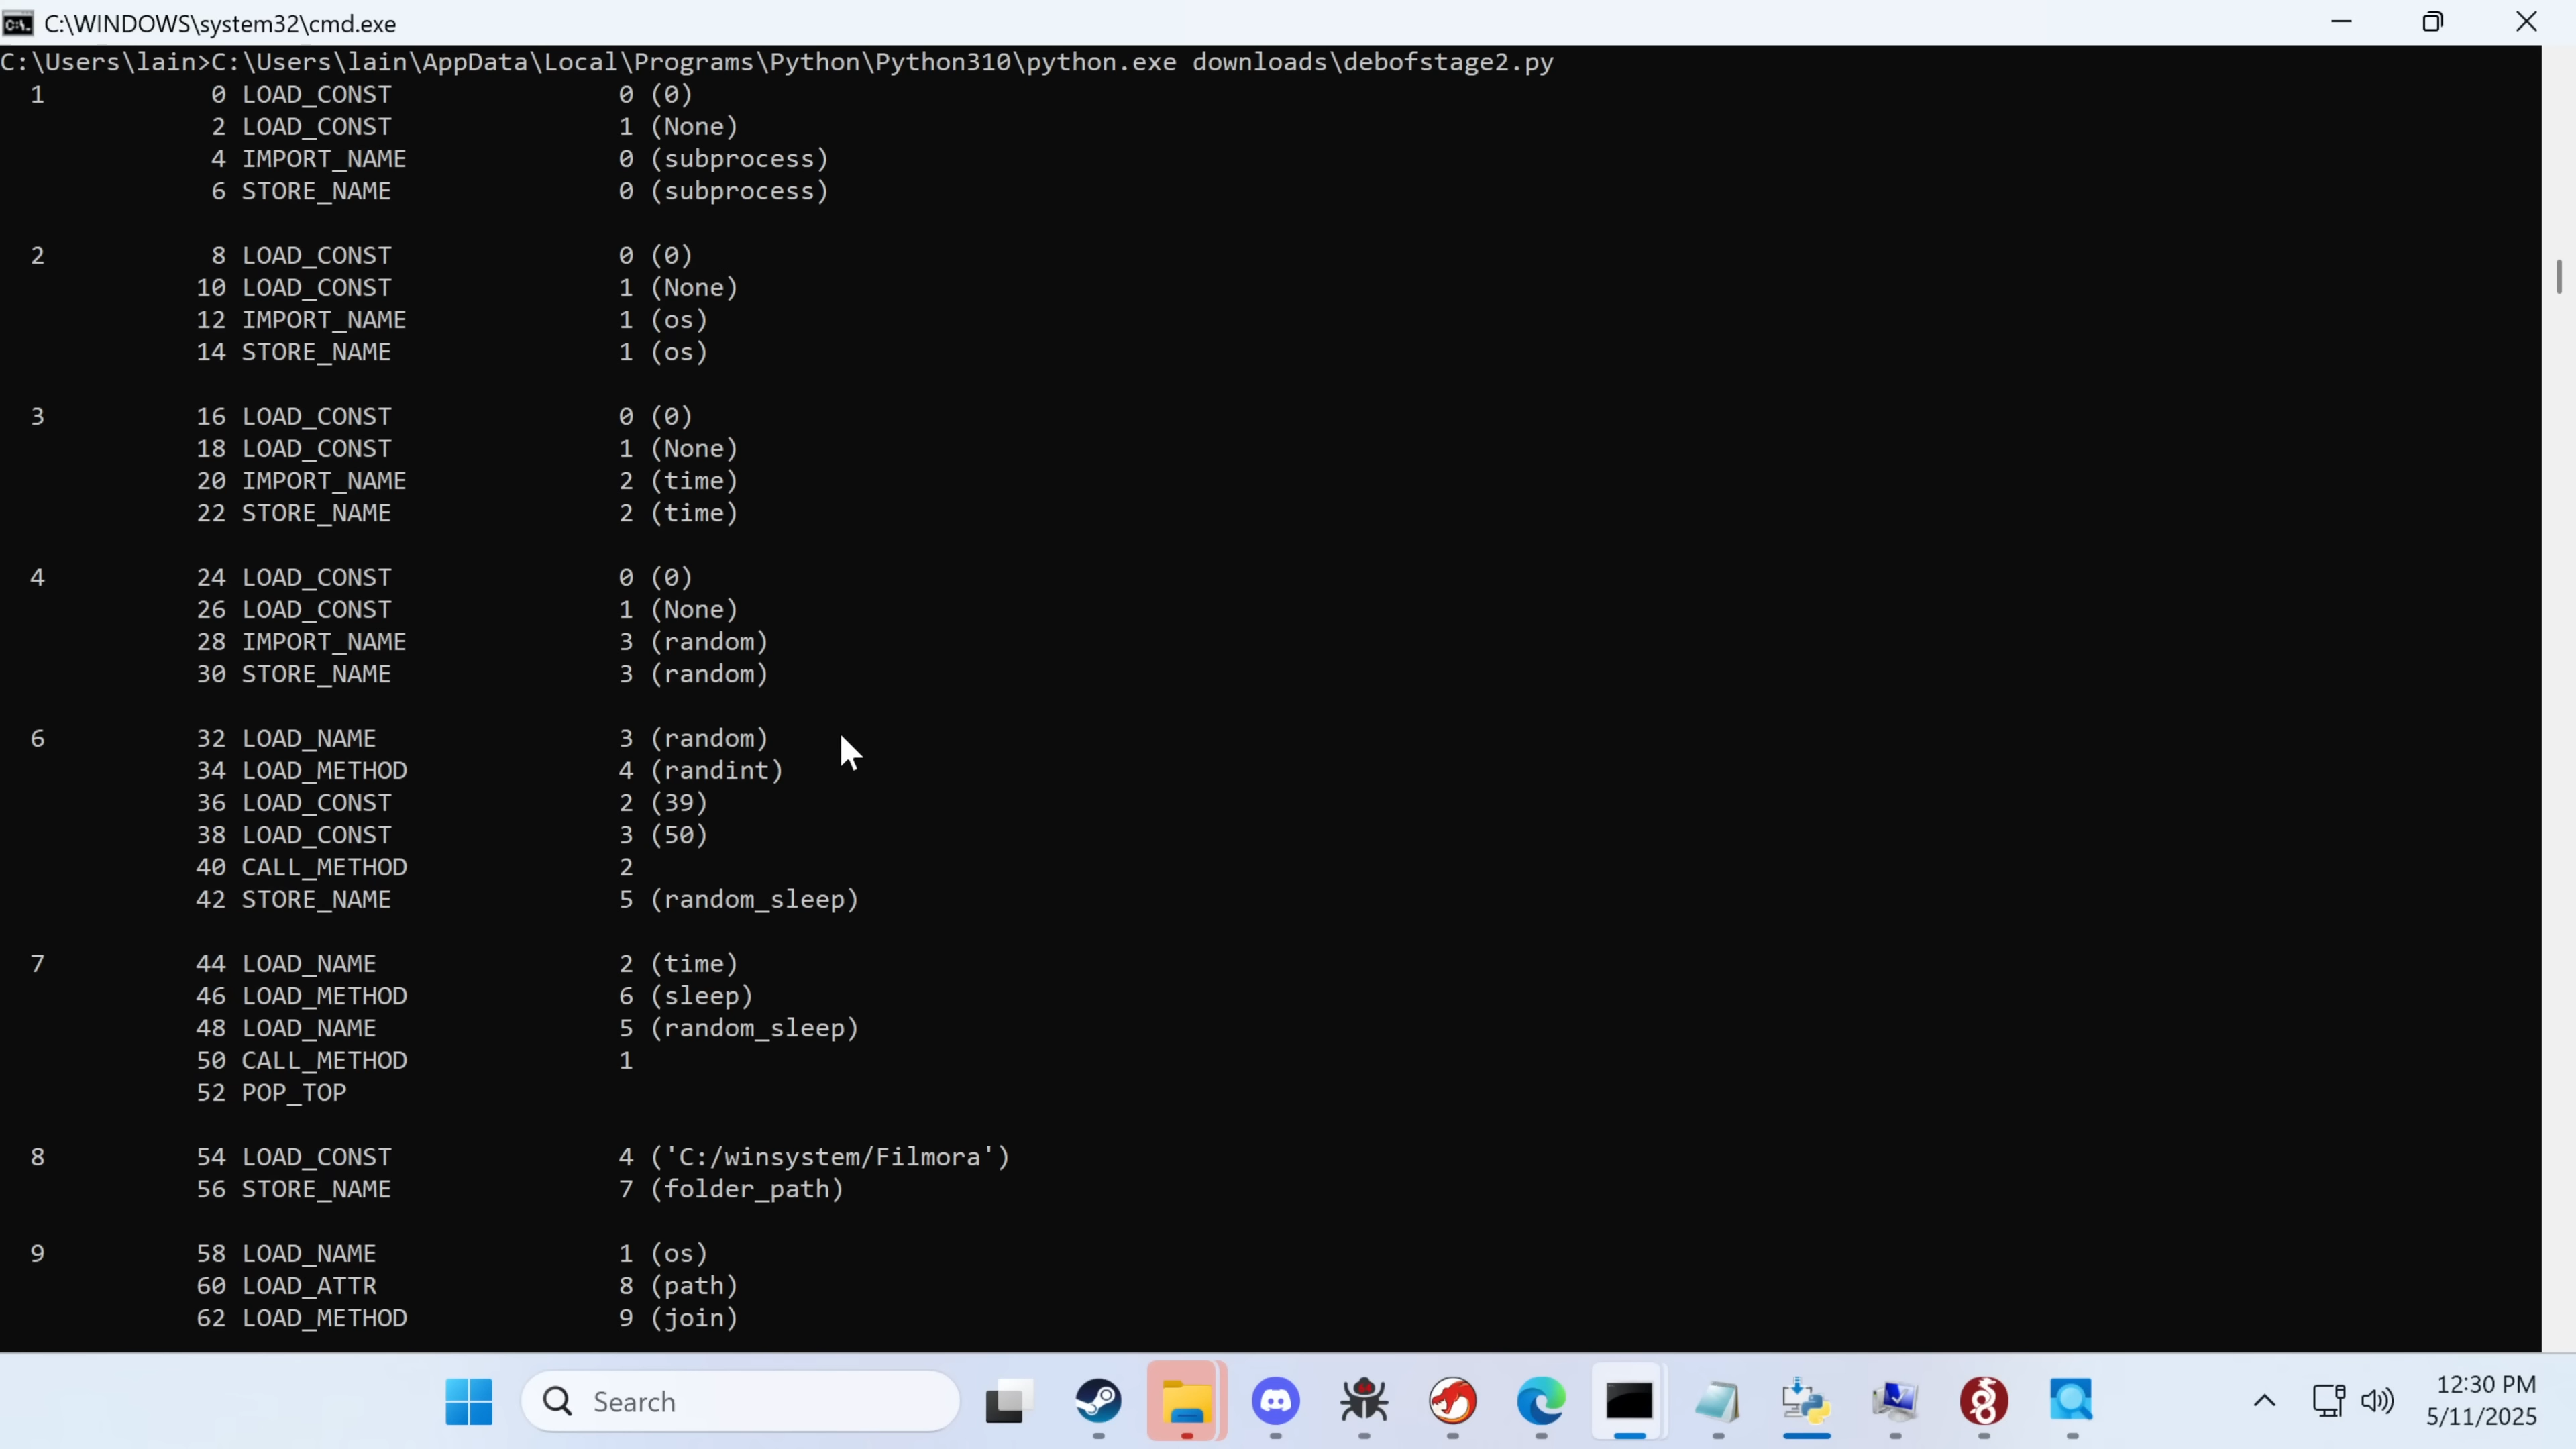 C:\WINDOWS\system32\cmd.exe
C:\Users\lain>C:\Users\lain\AppData\Local\Programs\Python\Python310\python.exe downloads\debofstage2.py
1 0 LOAD_CONST 0 (0)
2 LOAD_CONST 1 (None)
4 IMPORT_NAME 0 (subprocess)
6 STORE_NAME 0 (subprocess)
2 8 LOAD_CONST 0 (0)
10 LOAD_CONST 1 (None)
12 IMPORT_NAME 1 (os)
14 STORE_NAME 1 (os)
3 16 LOAD_CONST 0 (0)
18 LOAD_CONST 1 (None)
20 IMPORT_NAME 2 (time)
22 STORE_NAME 2 (time)
4 24 LOAD_CONST 0 (0)
26 LOAD_CONST 1 (None)
28 IMPORT_NAME 3 (random)
30 STORE_NAME 3 (random)
6 32 LOAD_NAME 3 (random)
34 LOAD_METHOD 4 (randint)
36 LOAD_CONST 2 (39)
38 LOAD_CONST 3 (50)
40 CALL_METHOD 2
42 STORE_NAME 5 (random_sleep)
7 44 LOAD_NAME 2 (time)
46 LOAD_METHOD 6 (sleep)
48 LOAD_NAME 5 (random_sleep)
50 CALL_METHOD 1
52 POP_TOP
8 54 LOAD_CONST 4 ('C:/winsystem/Filmora')
56 STORE_NAME 7 (folder_path)
9 58 LOAD_NAME 1 (os)
60 LOAD_ATTR 8 (path)
62 LOAD_METHOD 9 (join)
Search
12:30 PM
5/11/2025